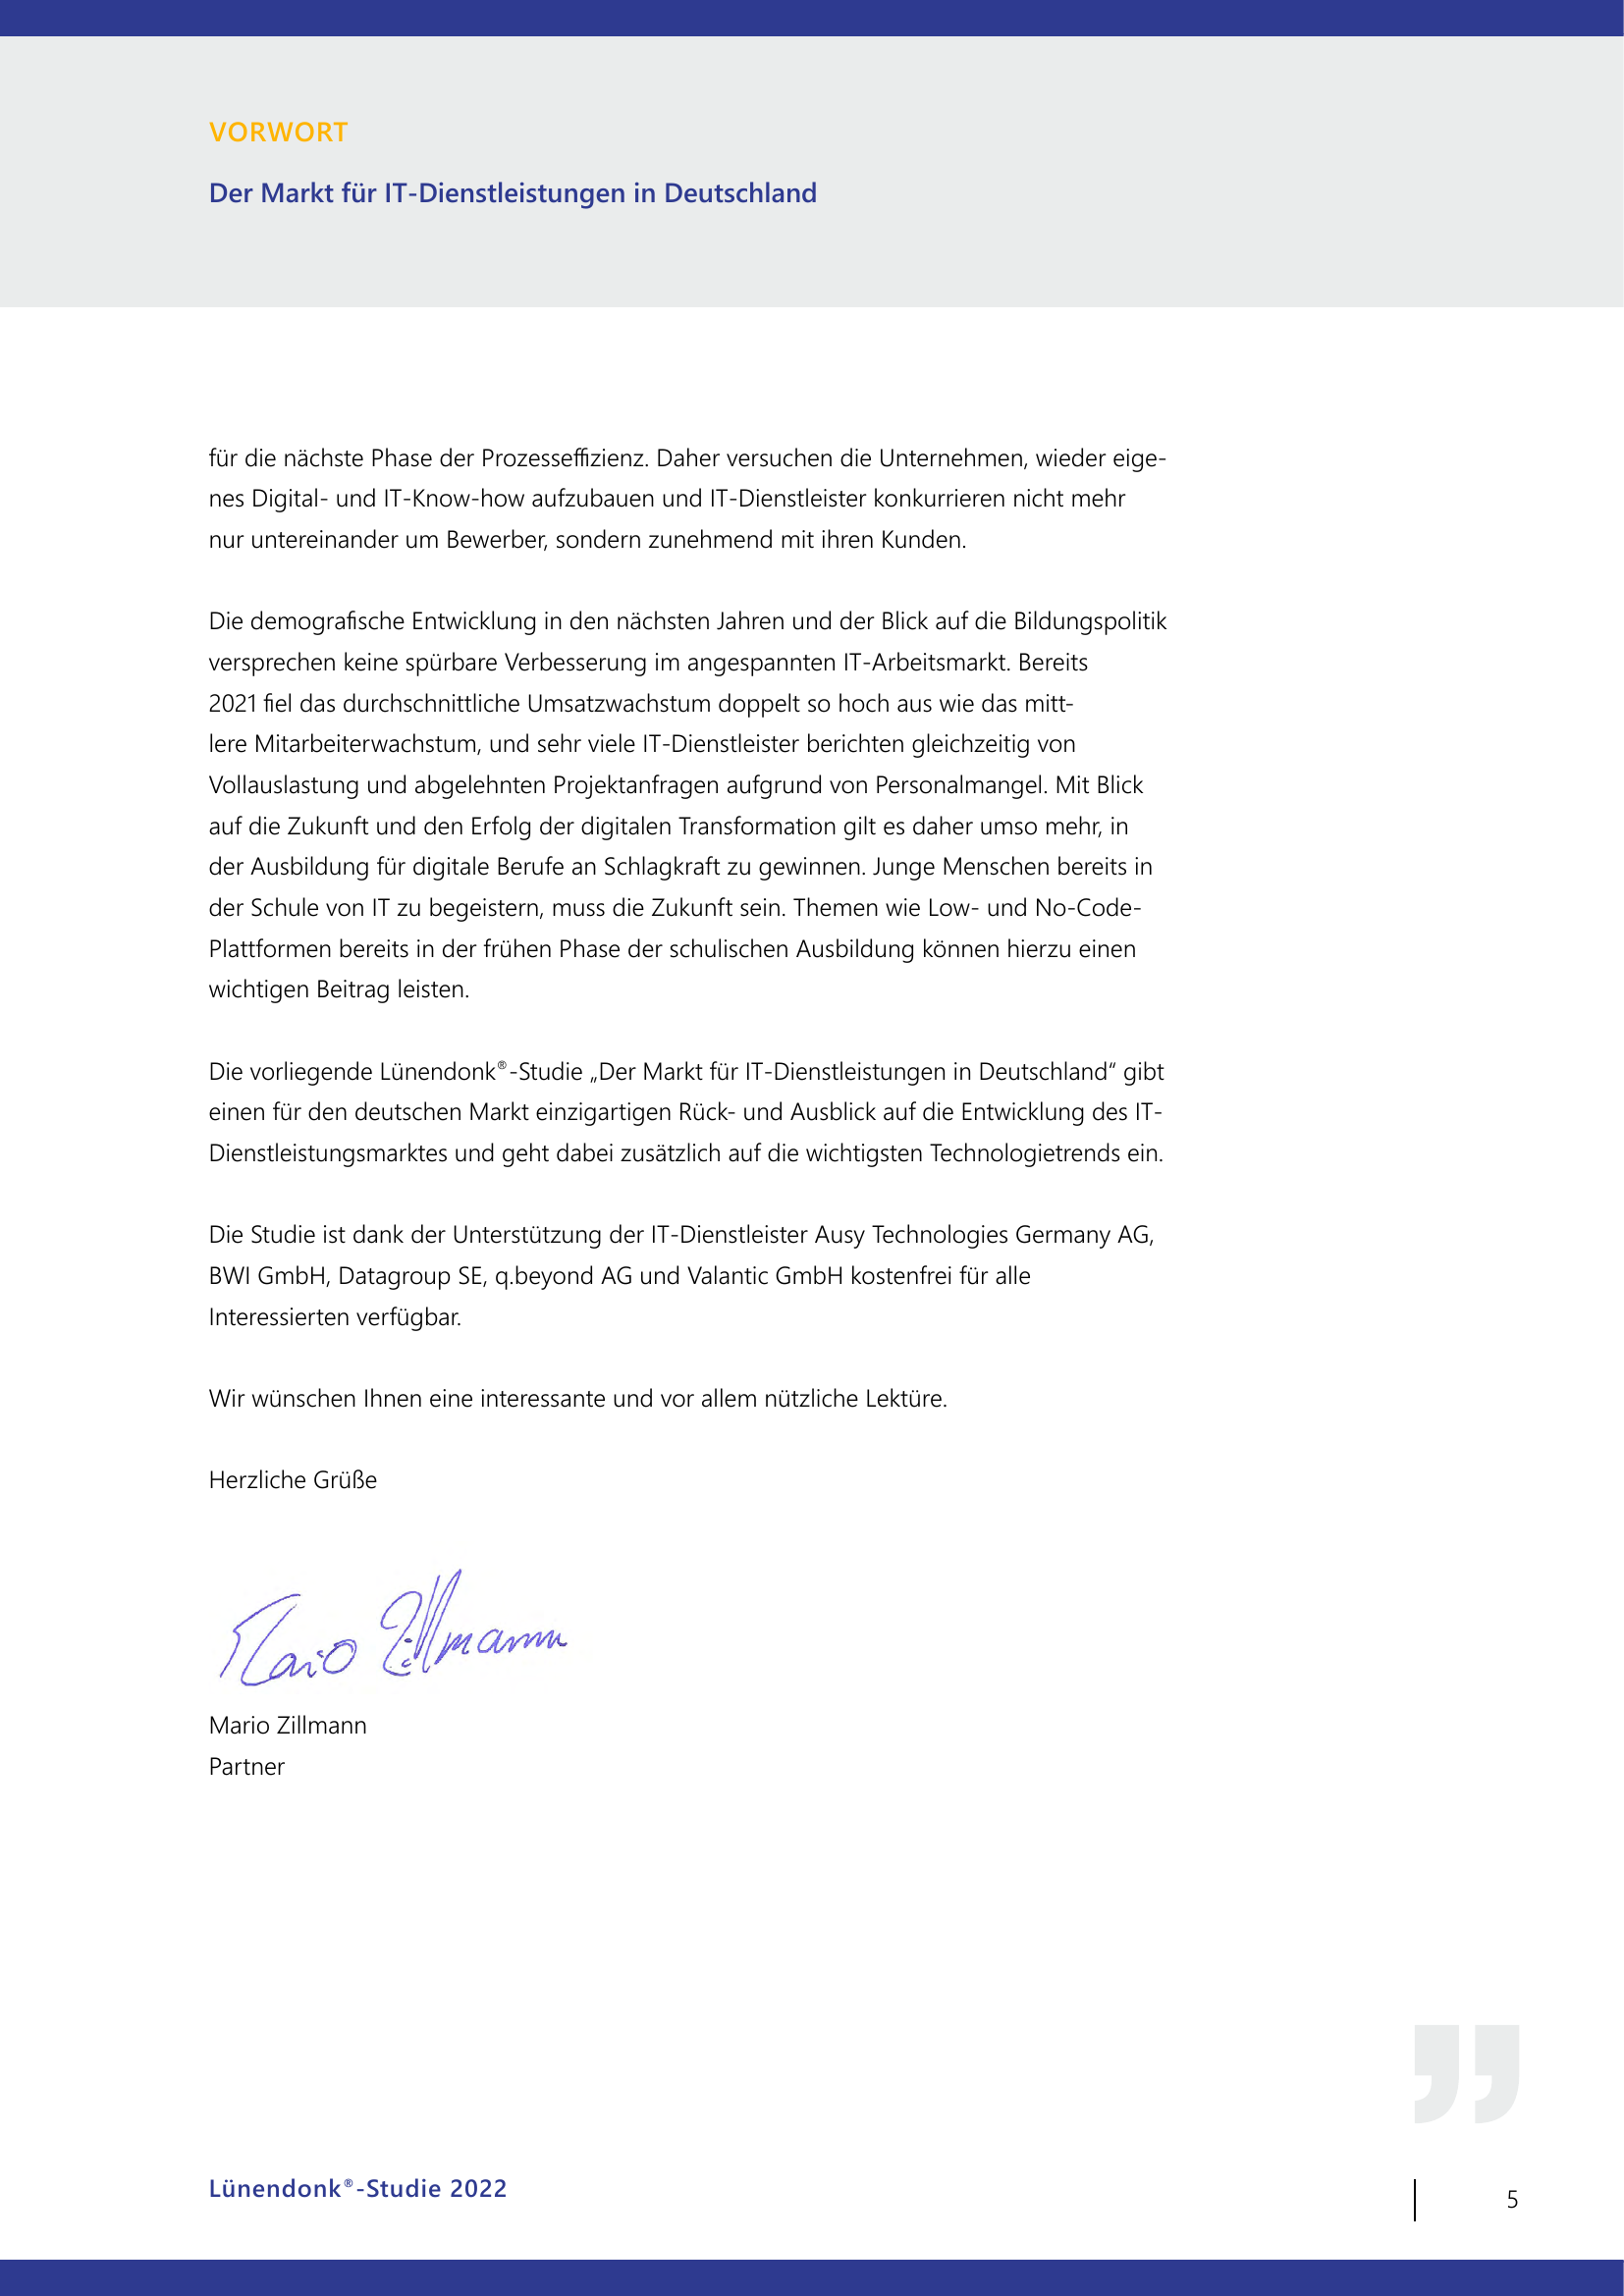 VORWORT
Der Markt für IT-Dienstleistungen in Deutschland
für die nächste Phase der Prozesseffizienz. Daher versuchen die Unternehmen, wieder eige-
nes Digital- und IT-Know-how aufzubauen und IT-Dienstleister konkurrieren nicht mehr
nur untereinander um Bewerber, sondern zunehmend mit ihren Kunden.
Die demografische Entwicklung in den nächsten Jahren und der Blick auf die Bildungspolitik
versprechen keine spürbare Verbesserung im angespannten IT-Arbeitsmarkt. Bereits
2021 fiel das durchschnittliche Umsatzwachstum doppelt so hoch aus wie das mitt-
lere Mitarbeiterwachstum, und sehr viele IT-Dienstleister berichten gleichzeitig von
Vollauslastung und abgelehnten Projektanfragen aufgrund von Personalmangel. Mit Blick
auf die Zukunft und den Erfolg der digitalen Transformation gilt es daher umso mehr, in
der Ausbildung für digitale Berufe an Schlagkraft zu gewinnen. Junge Menschen bereits in
der Schule von IT zu begeistern, muss die Zukunft sein. Themen wie Low- und No-Code-
Plattformen bereits in der frühen Phase der schulischen Ausbildung können hierzu einen
wichtigen Beitrag leisten.
Die vorliegende Lünendonk®-Studie „Der Markt für IT-Dienstleistungen in Deutschland“ gibt
einen für den deutschen Markt einzigartigen Rück- und Ausblick auf die Entwicklung des IT-
Dienstleistungsmarktes und geht dabei zusätzlich auf die wichtigsten Technologietrends ein.
Die Studie ist dank der Unterstützung der IT-Dienstleister Ausy Technologies Germany AG,
BWI GmbH, Datagroup SE, q.beyond AG und Valantic GmbH kostenfrei für alle
Interessierten verfügbar.
Wir wünschen Ihnen eine interessante und vor allem nützliche Lektüre.
Herzliche Grüße
Mario Zillmann
Mario Zillmann
Partner
Lünendonk®-Studie 2022
5